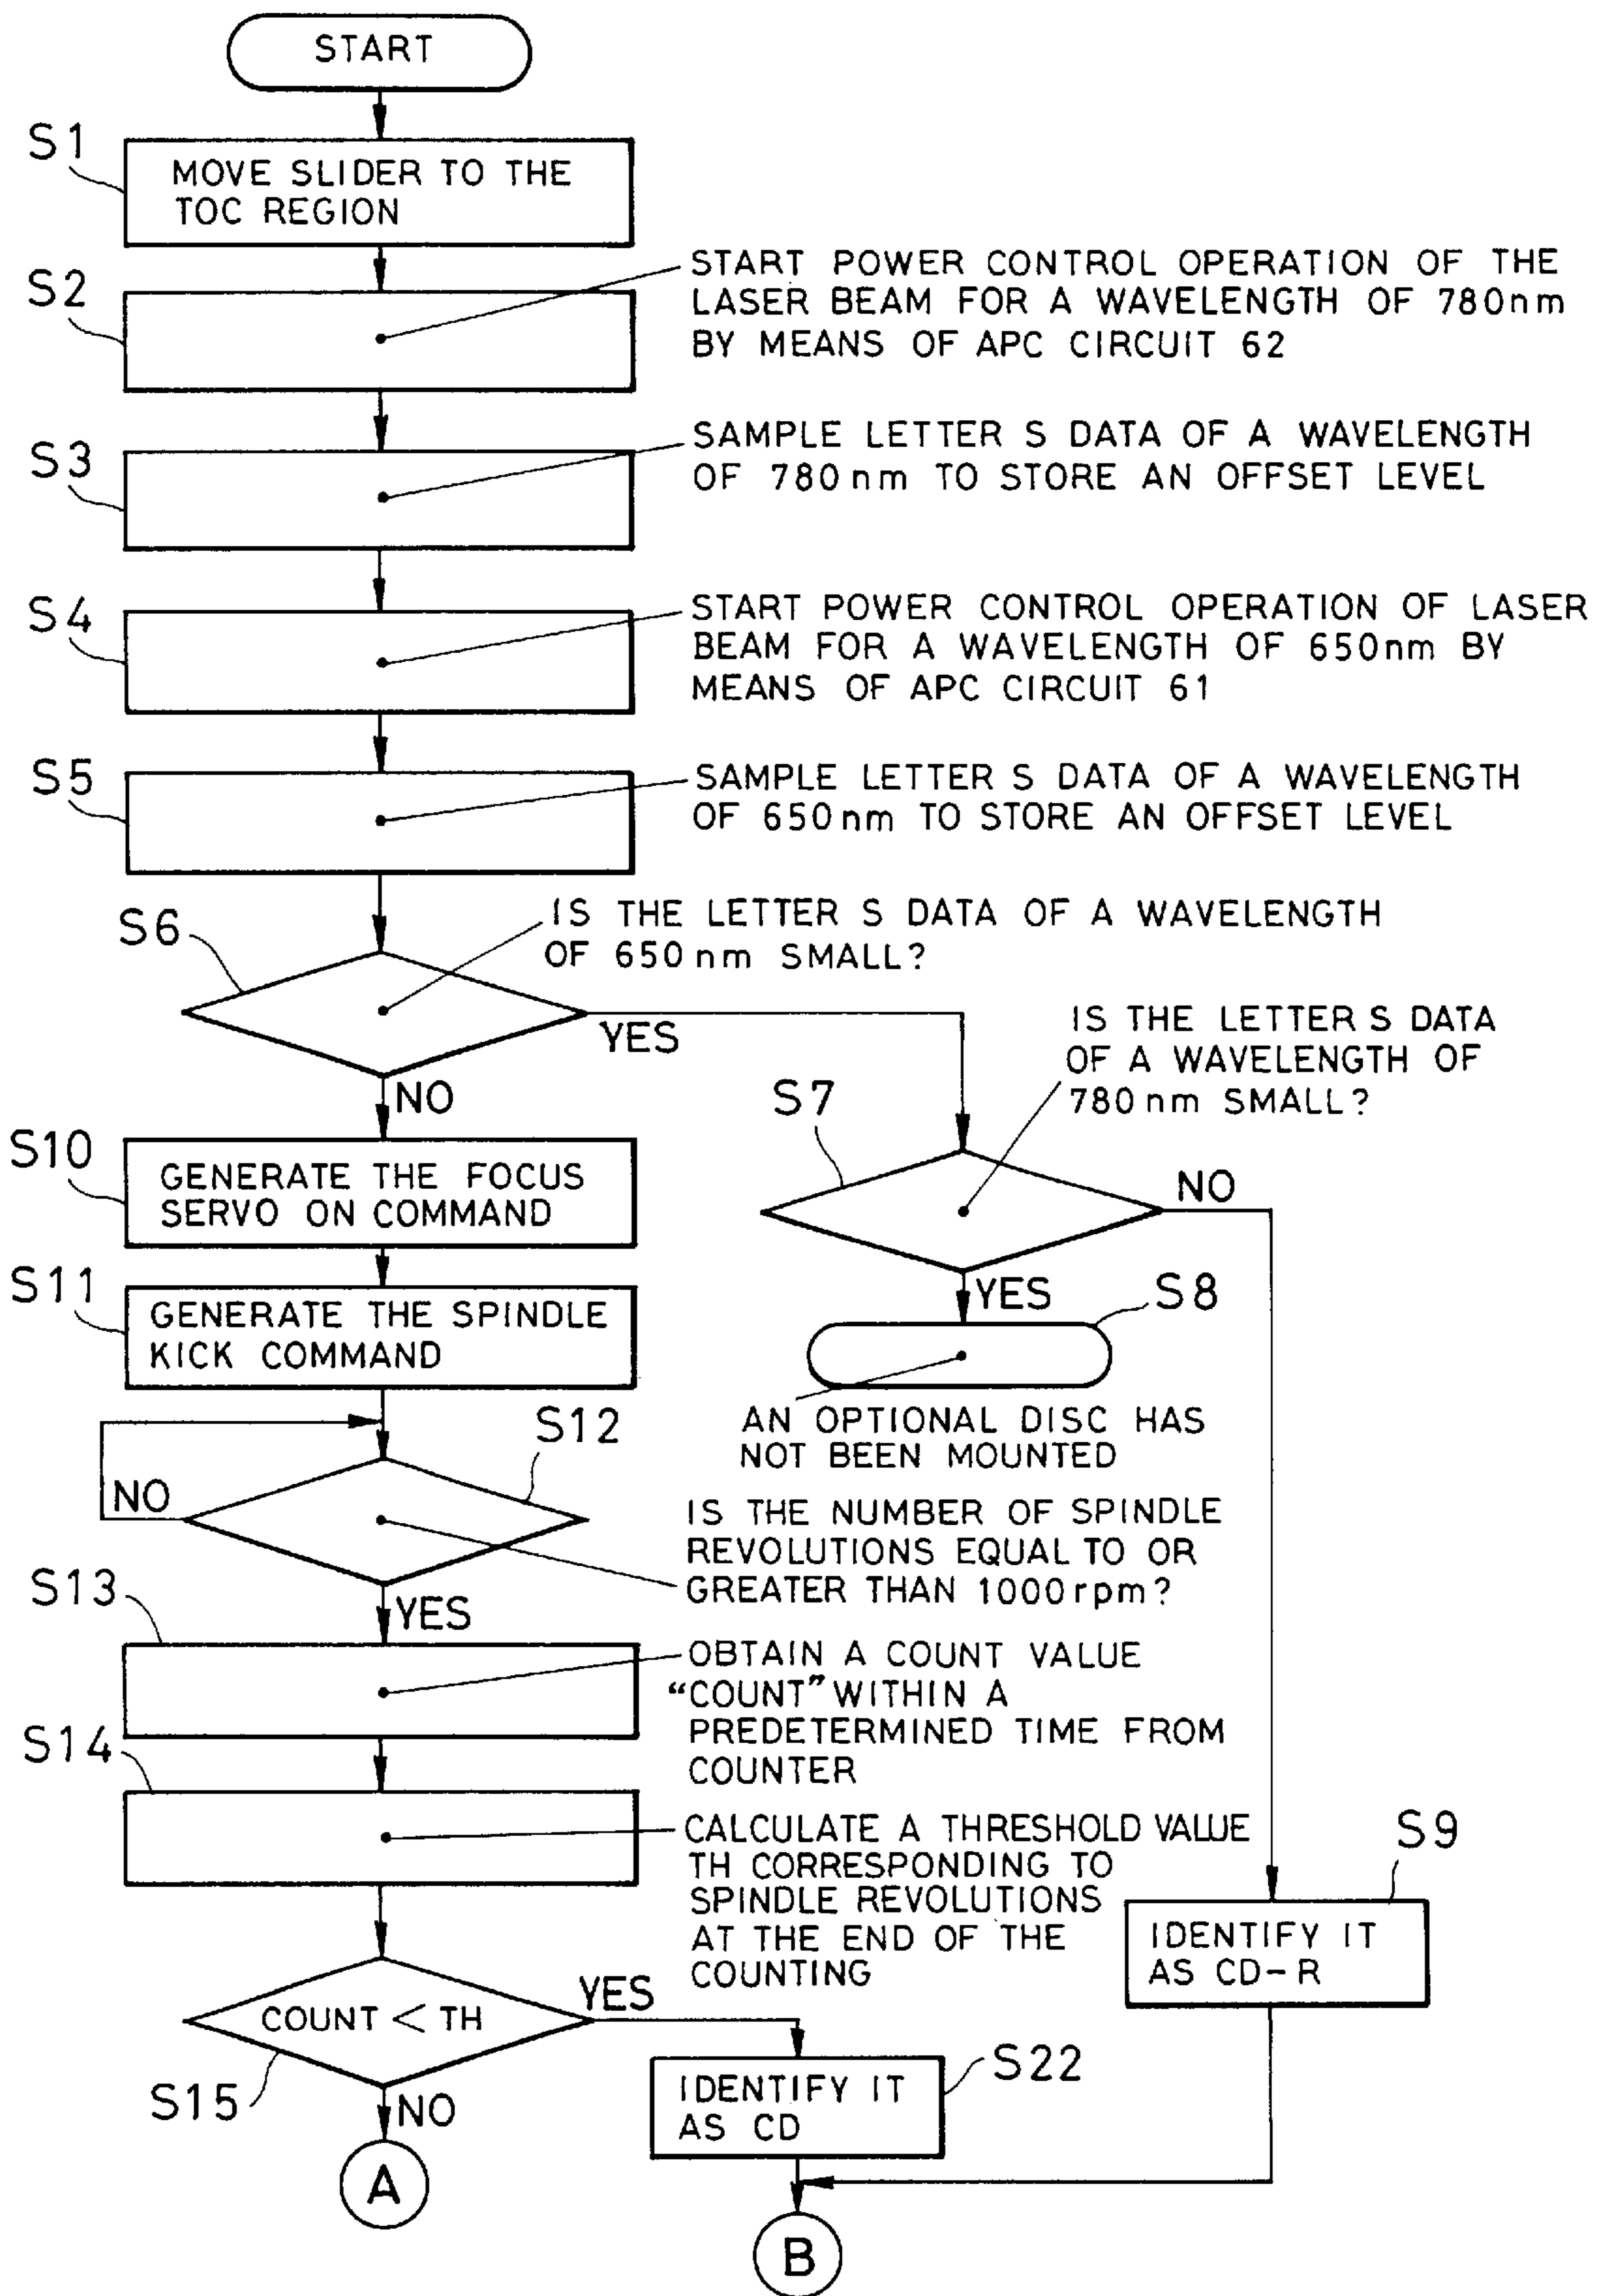 START
S1
MOVE SLIDER TO THE
TOC REGION
S2
START POWER CONTROL OPERATION OF THE
LASER BEAM FOR A WAVELENGTH OF 780nm
BY MEANS OF APC CIRCUIT 62
S3
SAMPLE LETTER S DATA OF A WAVELENGTH
OF 780nm TO STORE AN OFFSET LEVEL
S4
START POWER CONTROL OPERATION OF LASER
BEAM FOR A WAVELENGTH OF 650nm BY
MEANS OF APC CIRCUIT 61
S5
SAMPLE LETTER S DATA OF A WAVELENGTH
OF 650nm TO STORE AN OFFSET LEVEL
S6
IS THE LETTER S DATA OF A WAVELENGTH
OF 650nm SMALL?
YES
NO
S7
IS THE LETTER S DATA
OF A WAVELENGTH OF
780nm SMALL?
NO
YES
S8
AN OPTIONAL DISC HAS
NOT BEEN MOUNTED
S10
GENERATE THE FOCUS
SERVO ON COMMAND
S11
GENERATE THE SPINDLE
KICK COMMAND
S12
NO
IS THE NUMBER OF SPINDLE
REVOLUTIONS EQUAL TO OR
GREATER THAN 1000rpm?
YES
S13
OBTAIN A COUNT VALUE
"COUNT" WITHIN A
PREDETERMINED TIME FROM
COUNTER
S14
CALCULATE A THRESHOLD VALUE
TH CORRESPONDING TO
SPINDLE REVOLUTIONS
AT THE END OF THE
COUNTING
S9
IDENTIFY IT
AS CD-R
COUNT < TH
YES
S15
NO
S22
IDENTIFY IT
AS CD
A
B